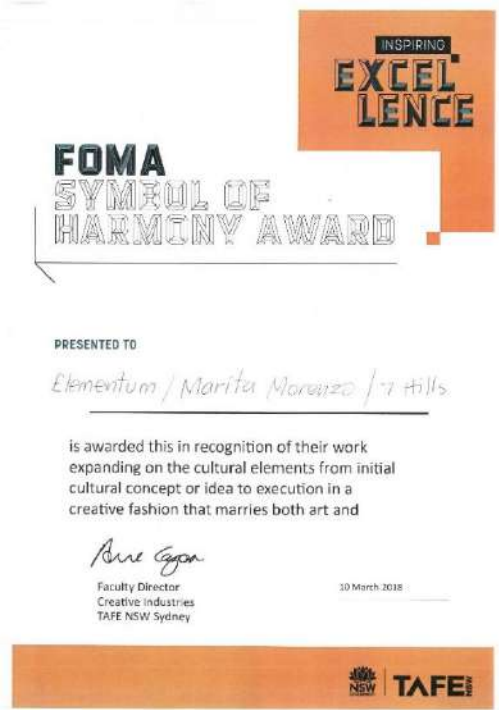 INSPIRING
EXCEL
LENCE
FOMA
SYMBOL OF
HARMONY AWARD
PRESENTED TO
Elementum / Marita Morenzo / 7 Hills
is awarded this in recognition of their work
expanding on the cultural elements from initial
cultural concept or idea to execution in a
creative fashion that marries both art and
Faculty Director
Creative Industries
TAFE NSW Sydney
10 March 2018
NSW
TAFE NSW